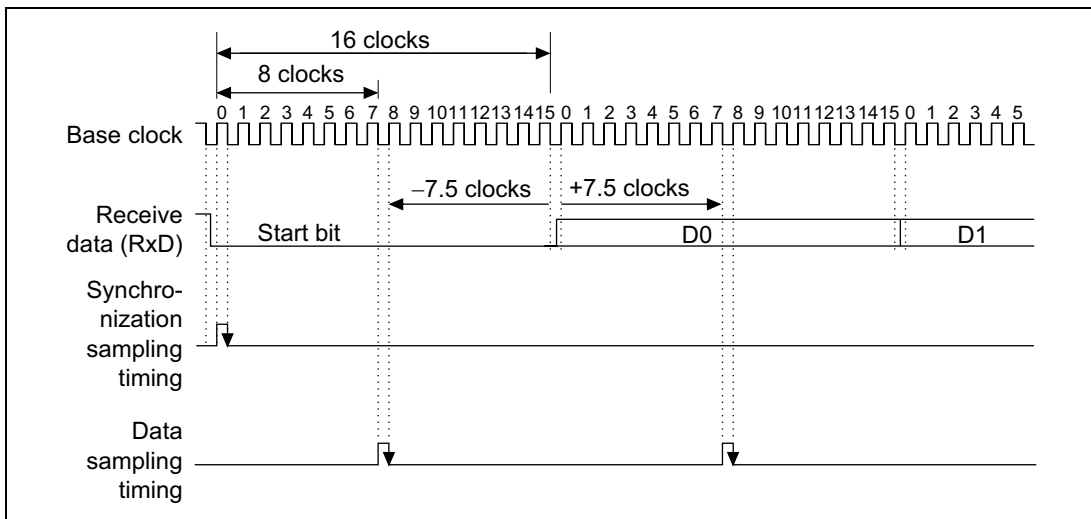 16 clocks
8 clocks
0 1 2 3 4 5 6 7 8 9 10 11 12 13 14 15 0 1 2 3 4 5 6 7 8 9 10 11 12 13 14 15 0 1 2 3 4 5
Base clock
–7.5 clocks +7.5 clocks
Receive
data (RxD)
Start bit D0 D1
Synchro-
nization
sampling
timing
Data
sampling
timing